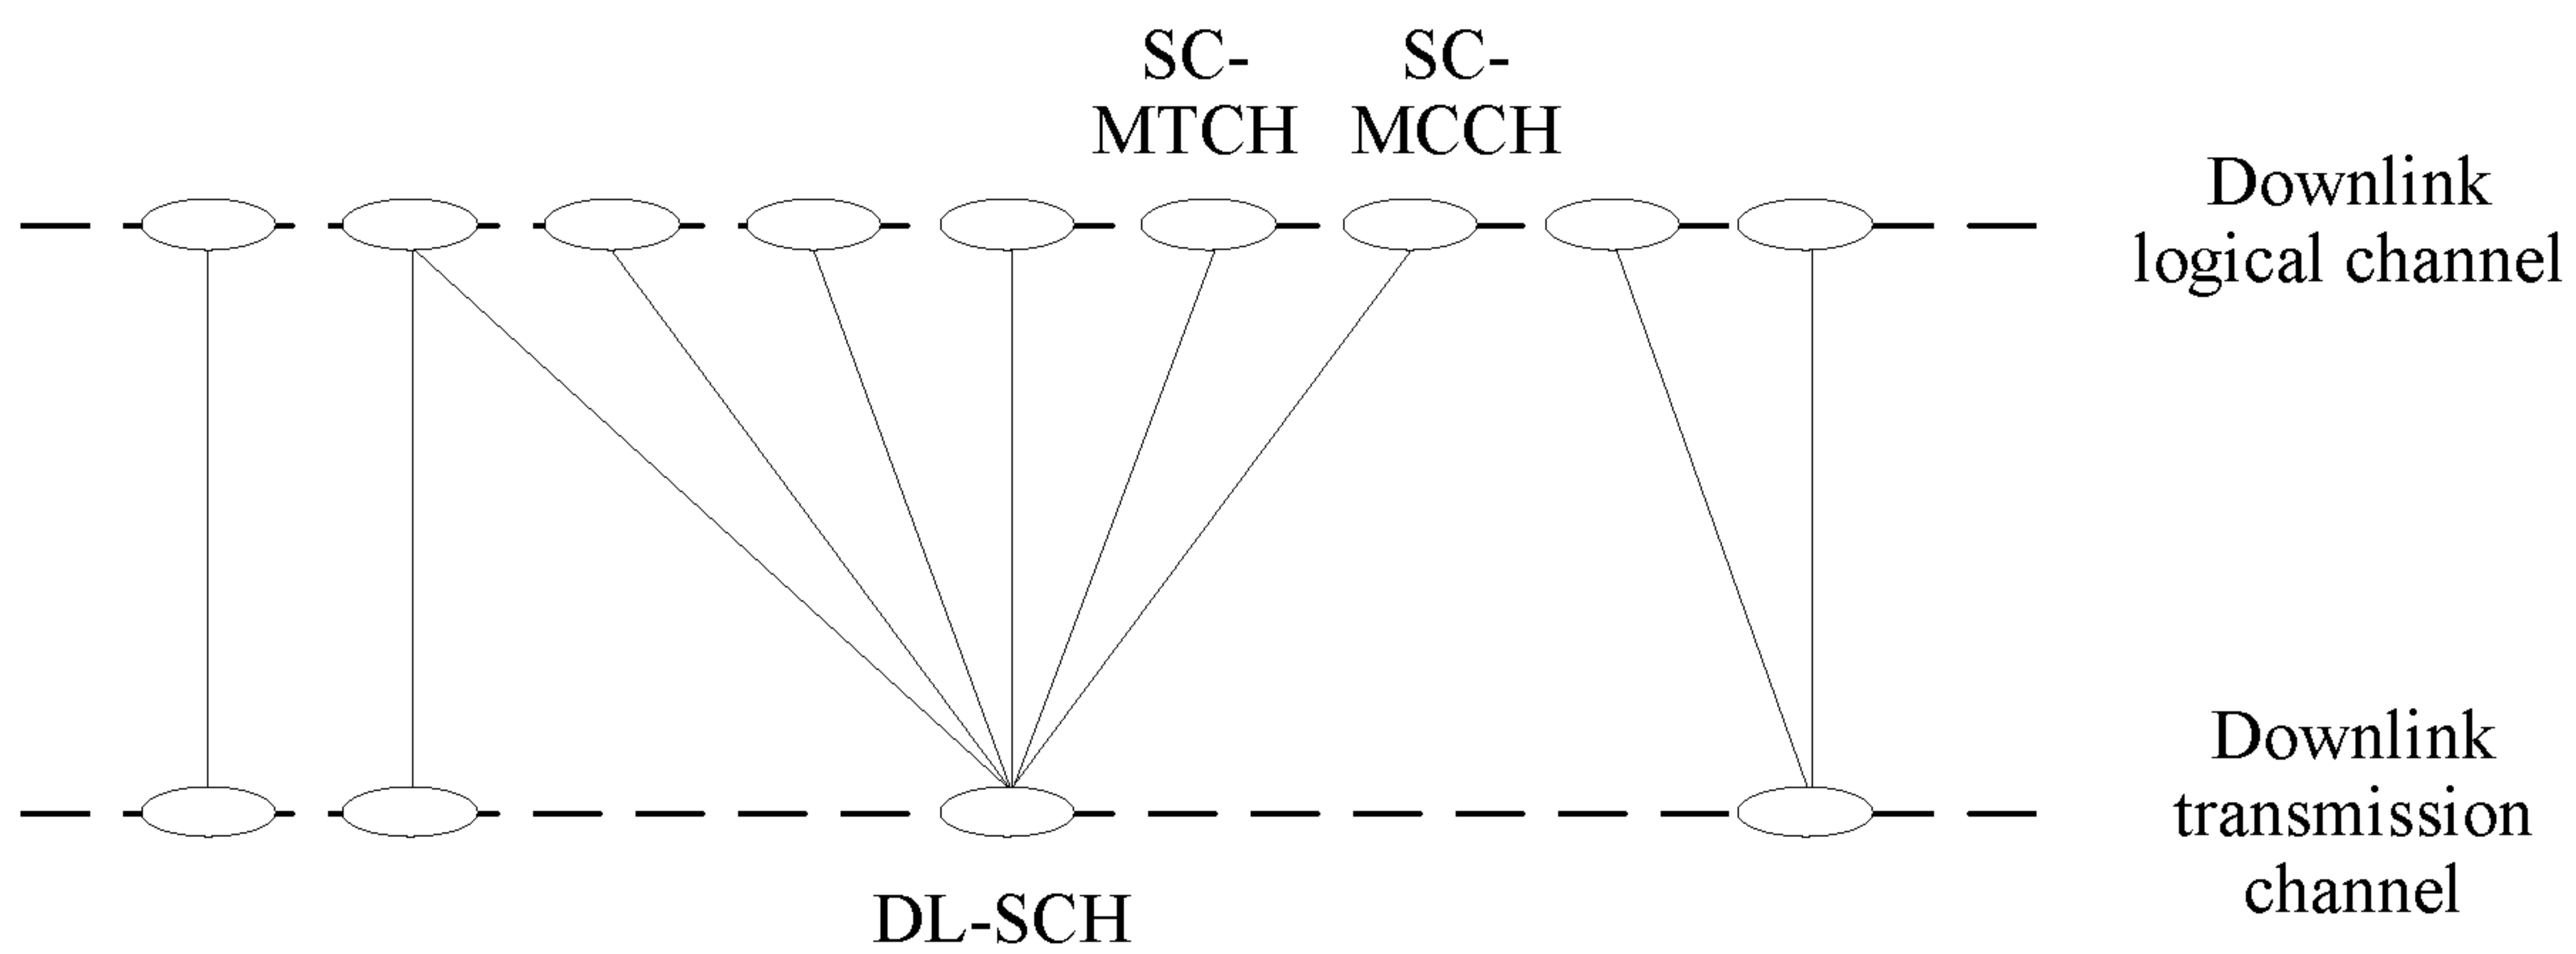 SC-
MTCH
SC-
MCCH
Downlink
logical channel
Downlink
transmission
channel
DL-SCH